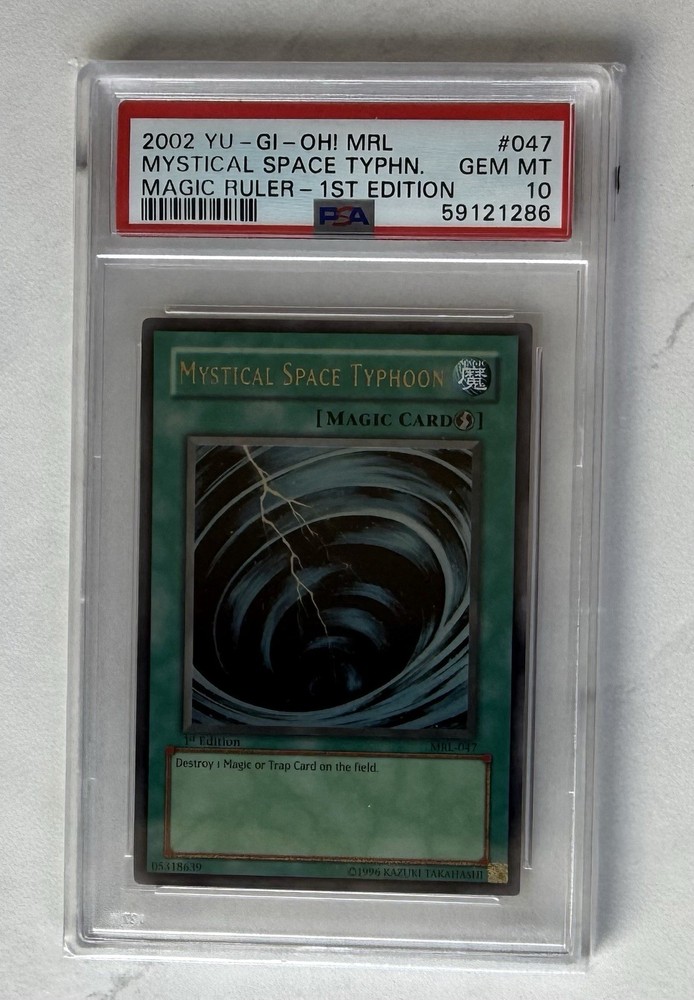 2002 YU-GI-OH! MRL #047
MYSTICAL SPACE TYPHN. GEM MT
MAGIC RULER-1ST EDITION 10
PSA 59121286
MYSTICAL SPACE TYPHOON MAGIC 魔
[MAGIC CARD]
1st Edition MRL-047
Destroy 1 Magic or Trap Card on the field.
05318639 ©1996 KAZUKI TAKAHASHI